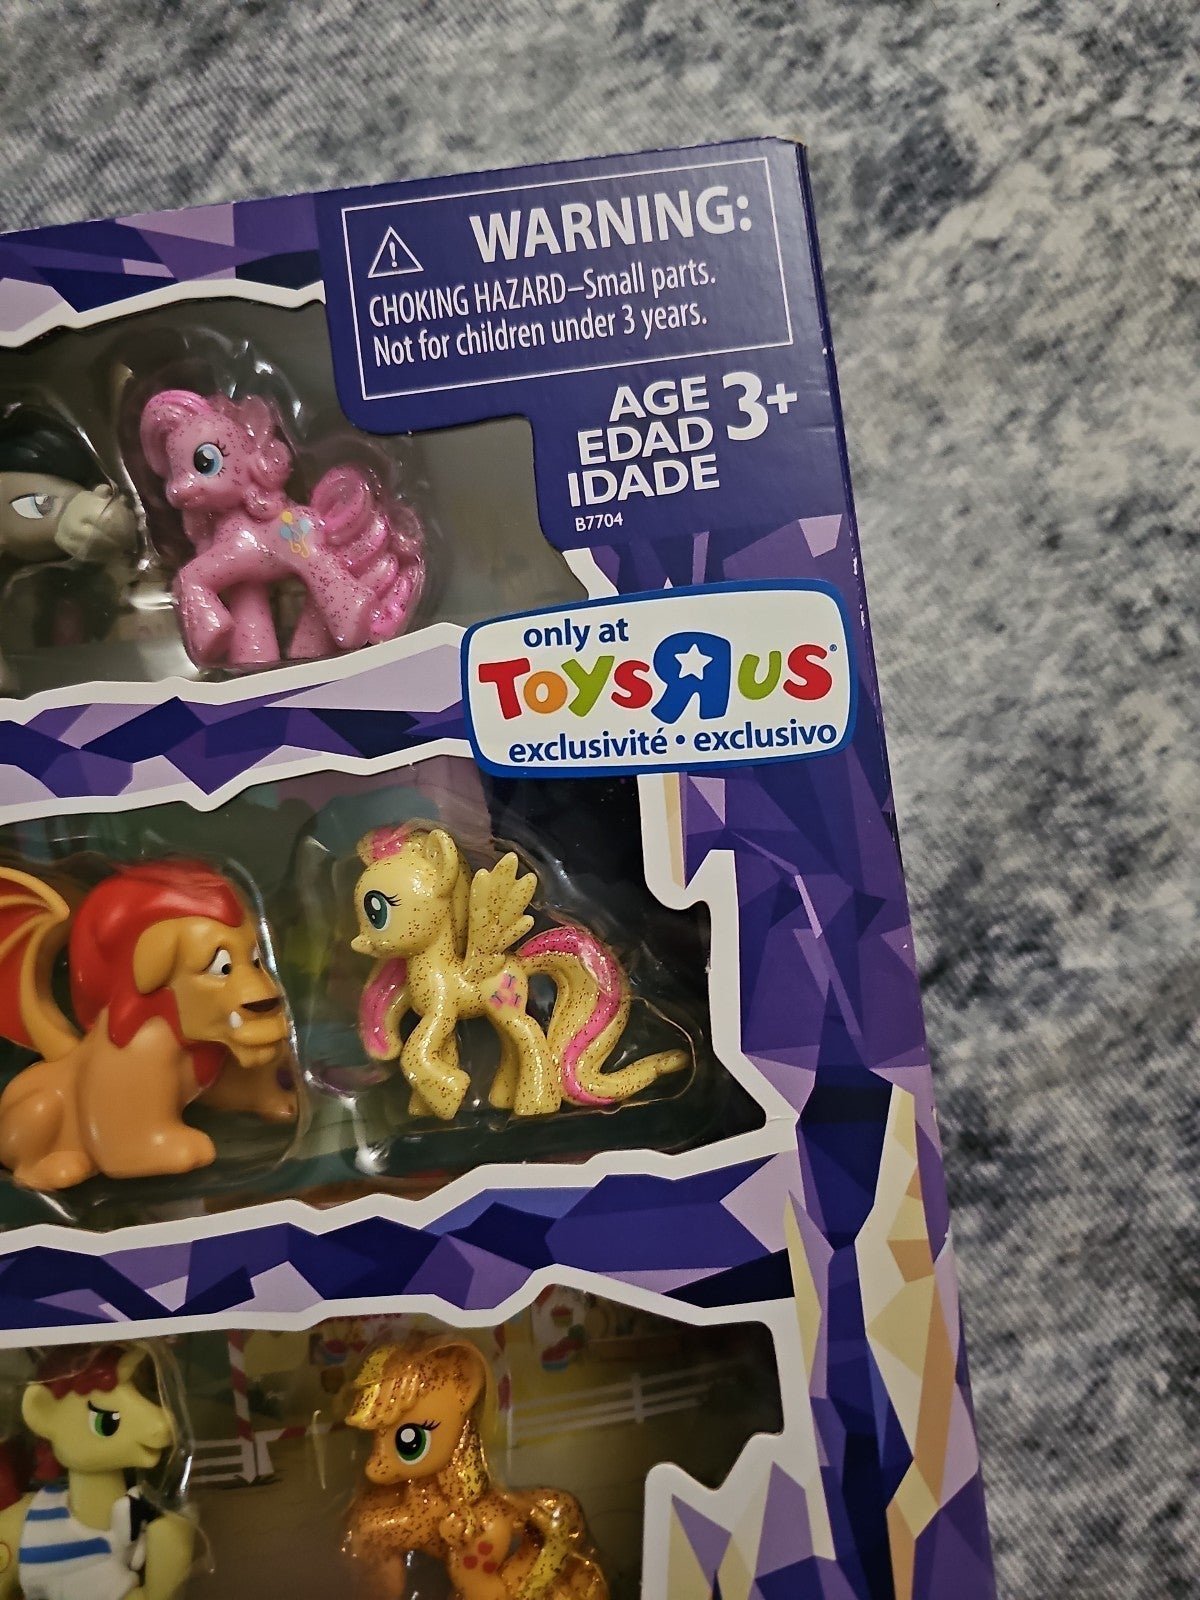 WARNING:
CHOKING HAZARD–Small parts.
Not for children under 3 years.
AGE 3+
EDAD
IDADE
B7704
only at
TOYSRUS®
exclusivité • exclusivo